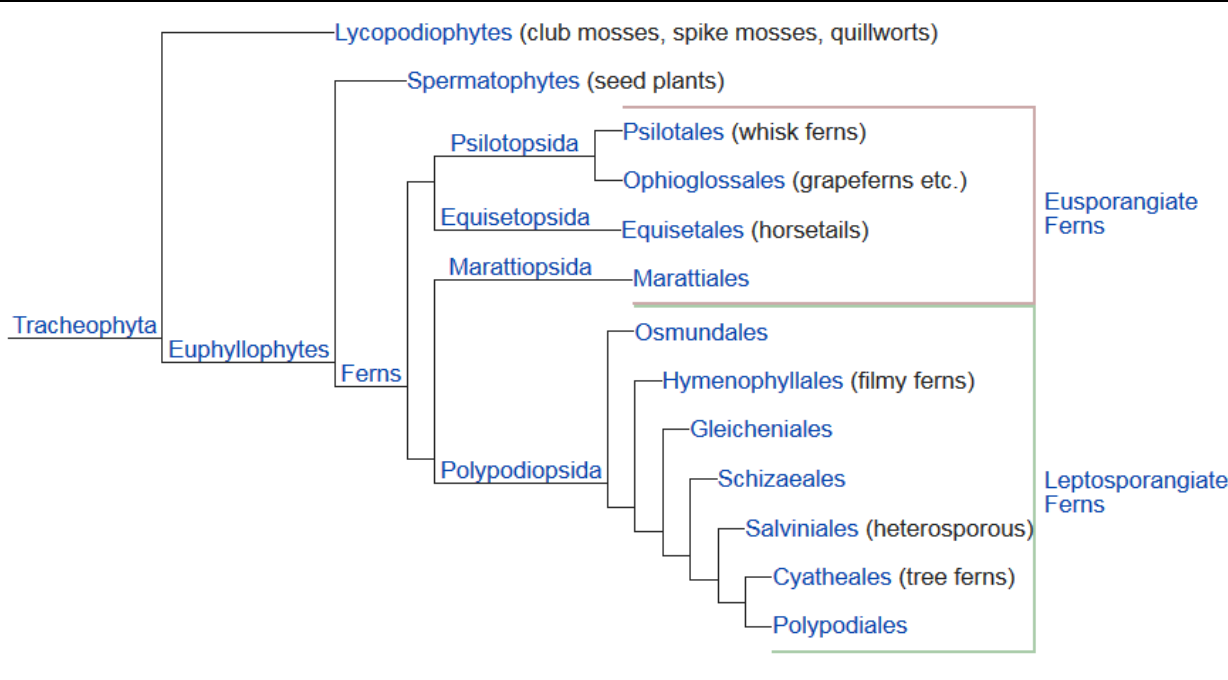 Lycopodiophytes (club mosses, spike mosses, quillworts)
Spermatophytes (seed plants)
Psilotales (whisk ferns)
Psilotopsida
Ophioglossales (grapeferns etc.)
Eusporangiate
Ferns
Equisetopsida
Equisetales (horsetails)
Marattiopsida
Marattiales
Tracheophyta
Osmundales
Euphyllophytes
Ferns
Hymenophyllales (filmy ferns)
Gleicheniales
Polypodiopsida
Schizaeales
Leptosporangiate
Ferns
Salviniales (heterosporous)
Cyatheales (tree ferns)
Polypodiales